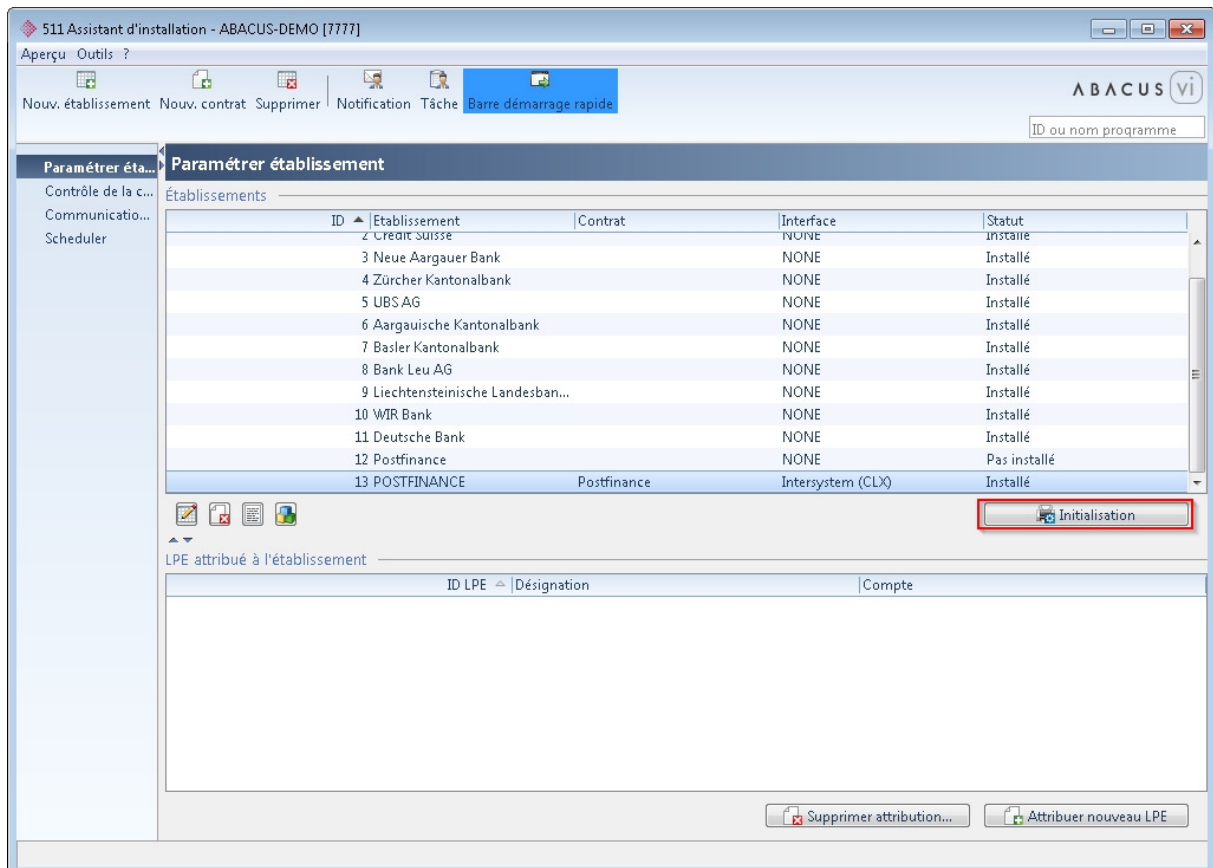 511 Assistant d'installation - ABACUS-DEMO [7777]
Aperçu Outils ?
Nouv. établissement Nouv. contrat Supprimer Notification Tâche Barre démarrage rapide
ABACUS vi
ID ou nom programme
Paramétrer éta...
Contrôle de la c...
Communicatio...
Scheduler
Paramétrer établissement
Établissements
ID Etablissement Contrat Interface Statut
2 Credit Suisse NONE Installé
3 Neue Aargauer Bank NONE Installé
4 Zürcher Kantonalbank NONE Installé
5 UBS AG NONE Installé
6 Aargauische Kantonalbank NONE Installé
7 Basler Kantonalbank NONE Installé
8 Bank Leu AG NONE Installé
9 Liechtensteinische Landesban... NONE Installé
10 WIR Bank NONE Installé
11 Deutsche Bank NONE Installé
12 Postfinance NONE Pas installé
13 POSTFINANCE Postfinance Intersystem (CLX) Installé
Initialisation
LPE attribué à l'établissement
ID LPE Désignation Compte
Supprimer attribution... Attribuer nouveau LPE